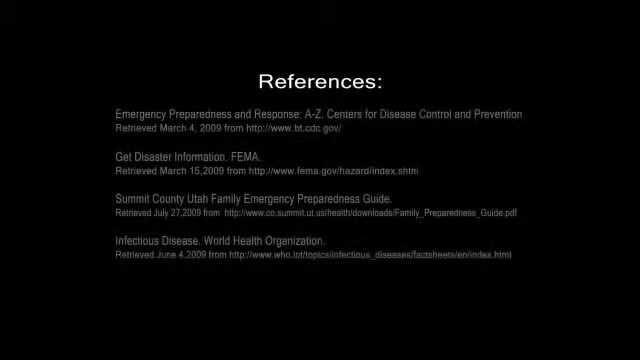 References:
Emergency Preparedness and Response: A-Z. Centers for Disease Control and Prevention
Retrieved March 4, 2009 from http://www.bt.cdc.gov/
Get Disaster Information. FEMA.
Retrieved March 15,2009 from http://www.fema.gov/hazard/index.shtm
Summit County Utah Family Emergency Preparedness Guide.
Retrieved July 27,2009 from http://www.co.summit.ut.us/health/downloads/Family_Preparedness_Guide.pdf
Infectious Disease. World Health Organization.
Retrieved June 4,2009 from http://www.who.int/topics/infectious_diseases/factsheets/en/index.html